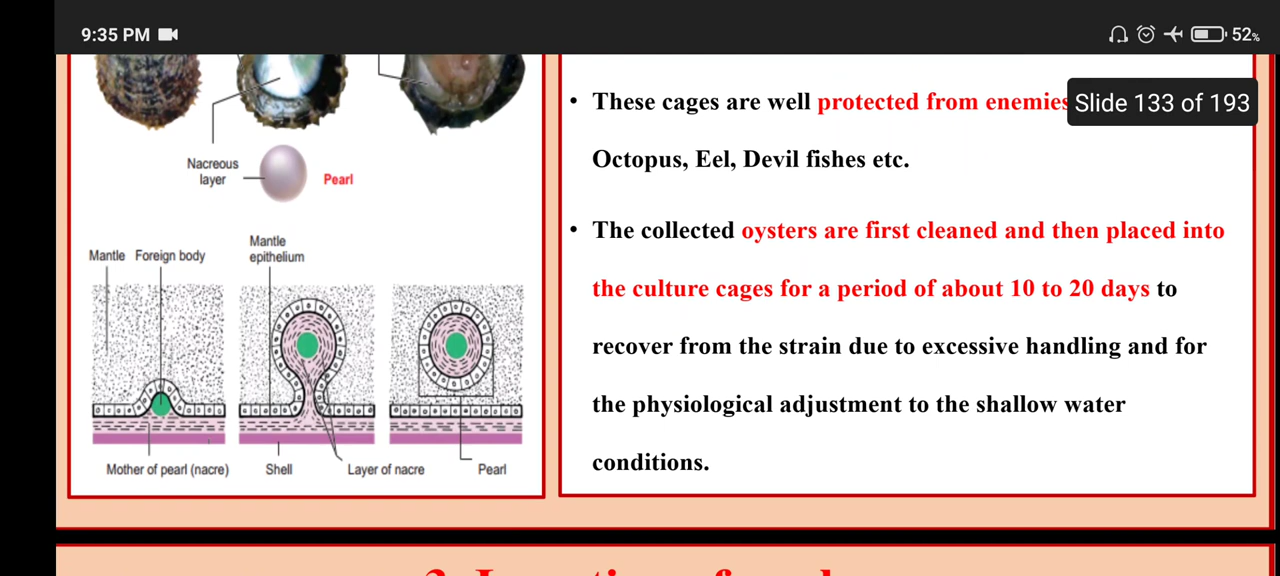 9:35 PM
52%
Slide 133 of 193
Nacreous
layer
Pearl
Mantle Foreign body
Mantle
epithelium
Mother of pearl (nacre)
Shell
Layer of nacre
Pearl
• These cages are well protected from enemies
Octopus, Eel, Devil fishes etc.
• The collected oysters are first cleaned and then placed into
the culture cages for a period of about 10 to 20 days to
recover from the strain due to excessive handling and for
the physiological adjustment to the shallow water
conditions.